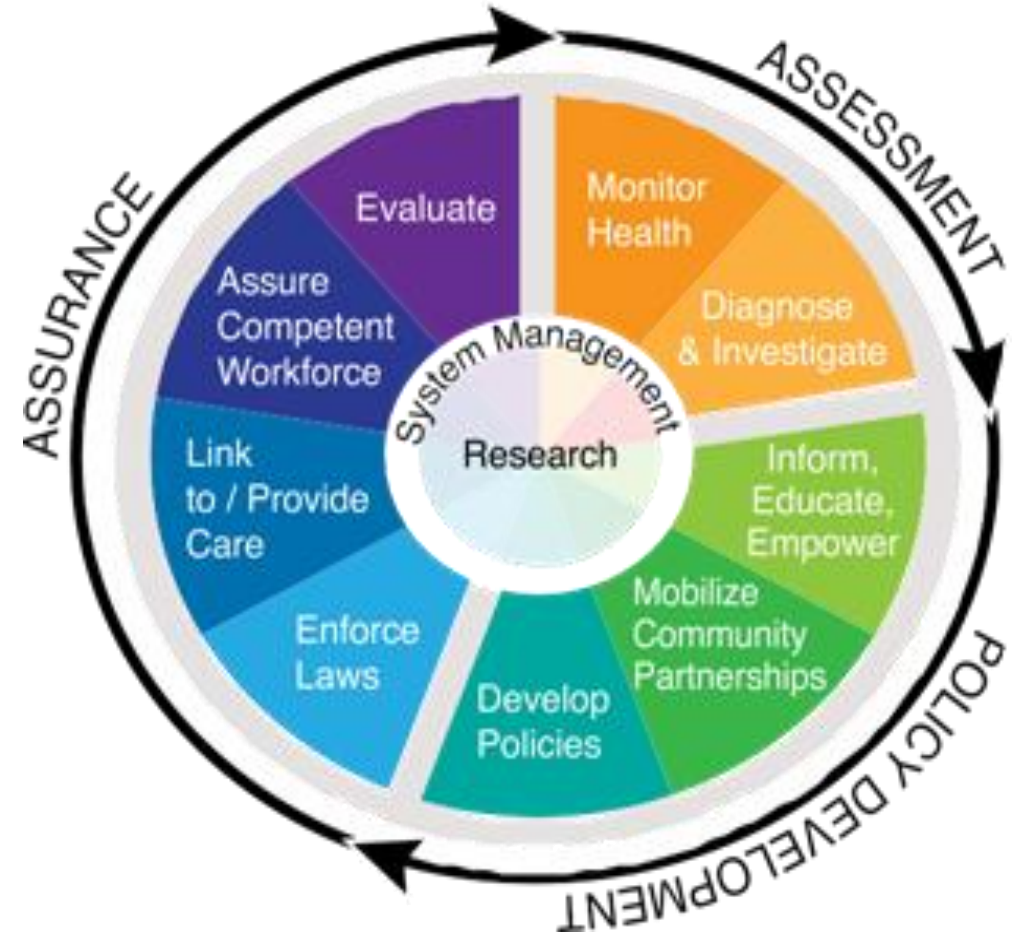 ASSESSMENT
Monitor
Health
Diagnose
& Investigate
POLICY DEVELOPMENT
Inform,
Educate,
Empower
Mobilize
Community
Partnerships
Develop
Policies
ASSURANCE
Enforce
Laws
Link
to / Provide
Care
Assure
Competent
Workforce
Evaluate
System Management
Research